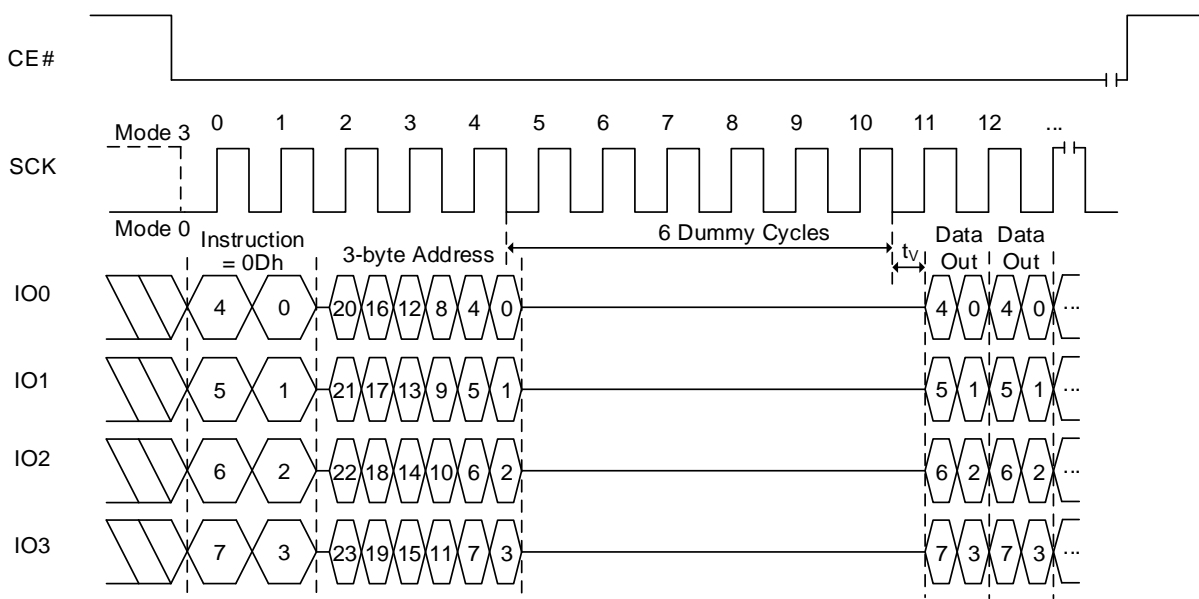 CE#
0 1 2 3 4 5 6 7 8 9 10 11 12 ...
Mode 3
SCK
Mode 0
Instruction = 0Dh
3-byte Address
6 Dummy Cycles
tV
Data Out
Data Out
IO0 4 0 20 16 12 8 4 0 4 0 4 0 ...
IO1 5 1 21 17 13 9 5 1 5 1 5 1 ...
IO2 6 2 22 18 14 10 6 2 6 2 6 2 ...
IO3 7 3 23 19 15 11 7 3 7 3 7 3 ...